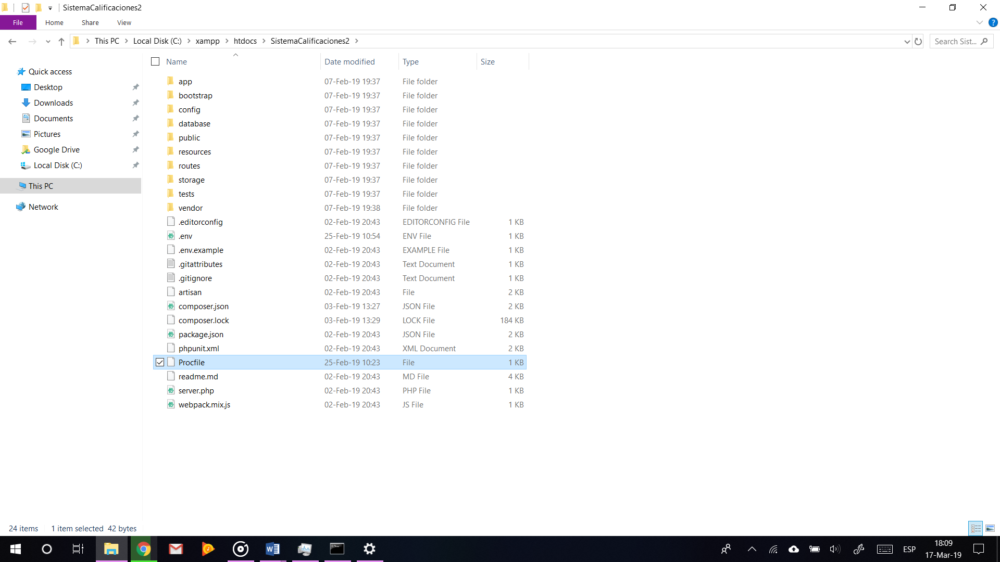 SistemaCalificaciones2
File Home Share View
This PC Local Disk (C:) xampp htdocs SistemaCalificaciones2 Search Sist...
Name Date modified Type Size
Quick access
Desktop
Downloads
Documents
Pictures
Google Drive
Local Disk (C:)
This PC
Network
app 07-Feb-19 19:37 File folder
bootstrap 07-Feb-19 19:37 File folder
config 07-Feb-19 19:37 File folder
database 07-Feb-19 19:37 File folder
public 07-Feb-19 19:37 File folder
resources 07-Feb-19 19:37 File folder
routes 07-Feb-19 19:37 File folder
storage 07-Feb-19 19:37 File folder
tests 07-Feb-19 19:37 File folder
vendor 07-Feb-19 19:38 File folder
.editorconfig 02-Feb-19 20:43 EDITORCONFIG File 1 KB
.env 25-Feb-19 10:54 ENV File 1 KB
.env.example 02-Feb-19 20:43 EXAMPLE File 1 KB
.gitattributes 02-Feb-19 20:43 Text Document 1 KB
.gitignore 02-Feb-19 20:43 Text Document 1 KB
artisan 02-Feb-19 20:43 File 2 KB
composer.json 03-Feb-19 13:27 JSON File 2 KB
composer.lock 03-Feb-19 13:29 LOCK File 184 KB
package.json 02-Feb-19 20:43 JSON File 2 KB
phpunit.xml 02-Feb-19 20:43 XML Document 2 KB
Procfile 25-Feb-19 10:23 File 1 KB
readme.md 02-Feb-19 20:43 MD File 4 KB
server.php 02-Feb-19 20:43 PHP File 1 KB
webpack.mix.js 02-Feb-19 20:43 JS File 1 KB
24 items 1 item selected 42 bytes
ESP
18:09
17-Mar-19